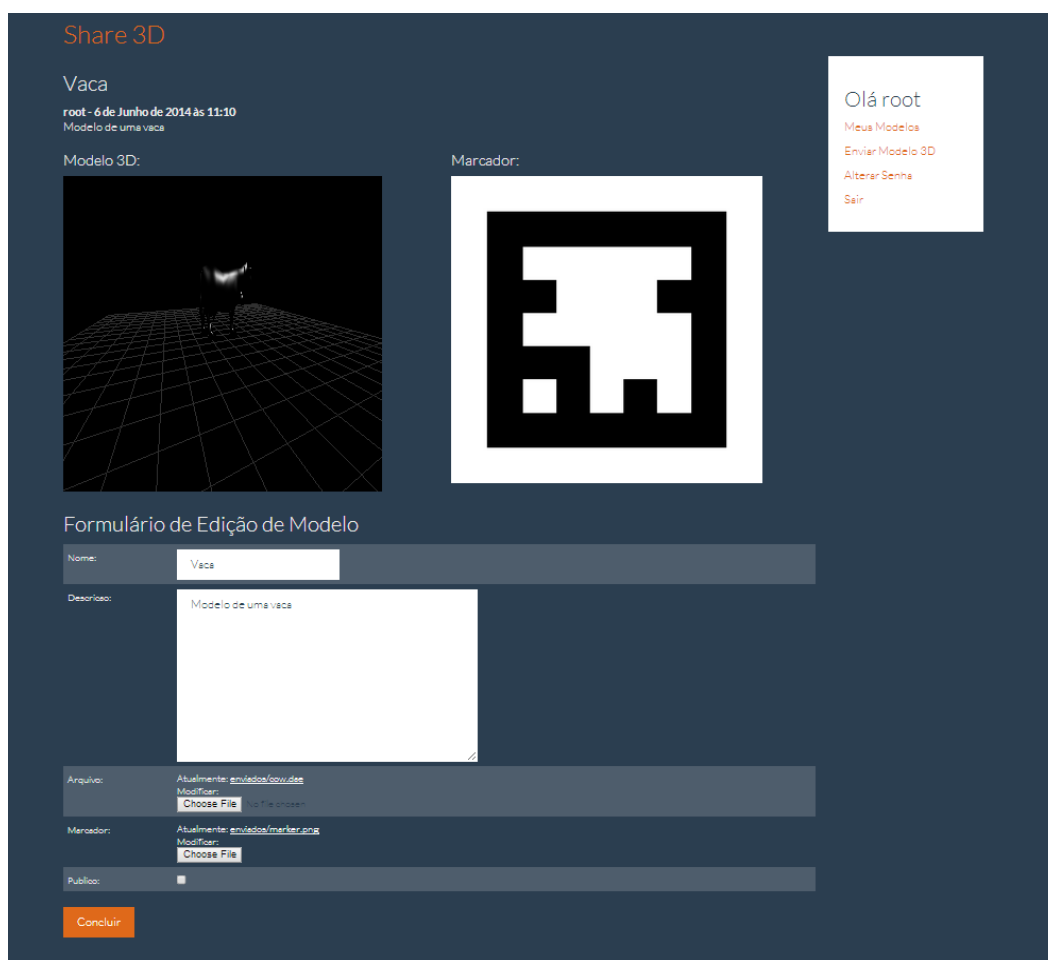 Share 3D
Vaca
root - 6 de Junho de 2014 às 11:10
Modelo de uma vaca
Modelo 3D:
Marcador:
Olá root
Meus Modelos
Enviar Modelo 3D
Alterar Senha
Sair
Formulário de Edição de Modelo
Nome:
Vaca
Descricao:
Modelo de uma vaca
Arquivo:
Atualmente: enviados/cow.dae
Modificar:
Choose File No file chosen
Marcador:
Atualmente: enviados/marker.png
Modificar:
Choose File
Publico:
Concluir